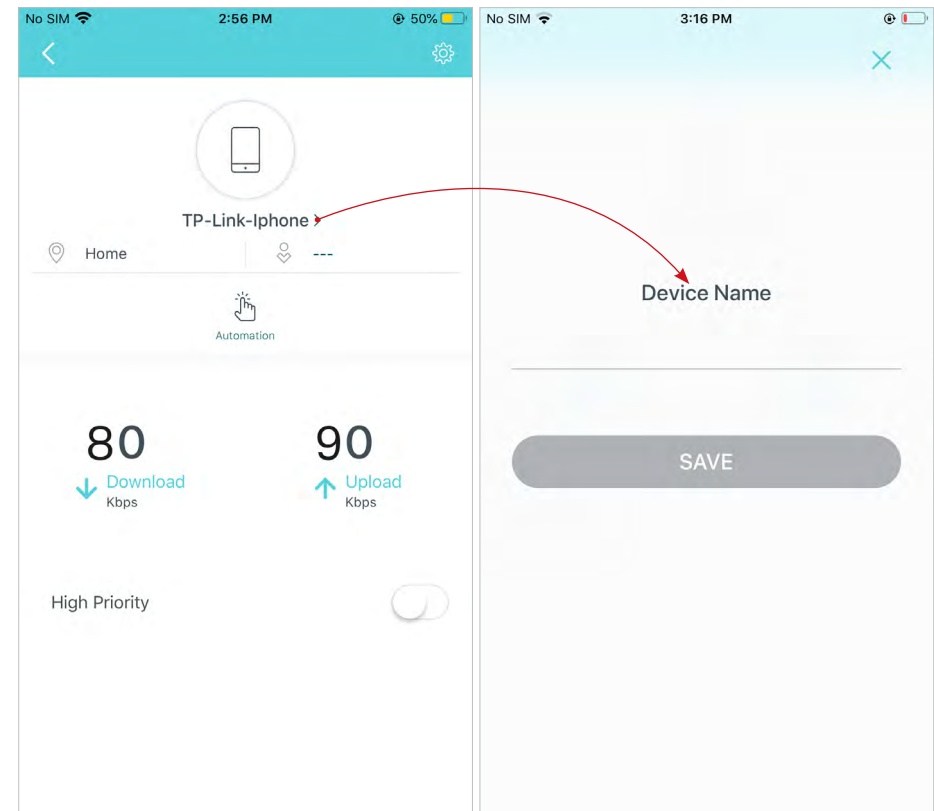 No SIM 2:56 PM 50%
TP-Link-Iphone >
Home ---
Automation
80 90
Download Upload
Kbps Kbps
High Priority
No SIM 3:16 PM
Device Name
SAVE